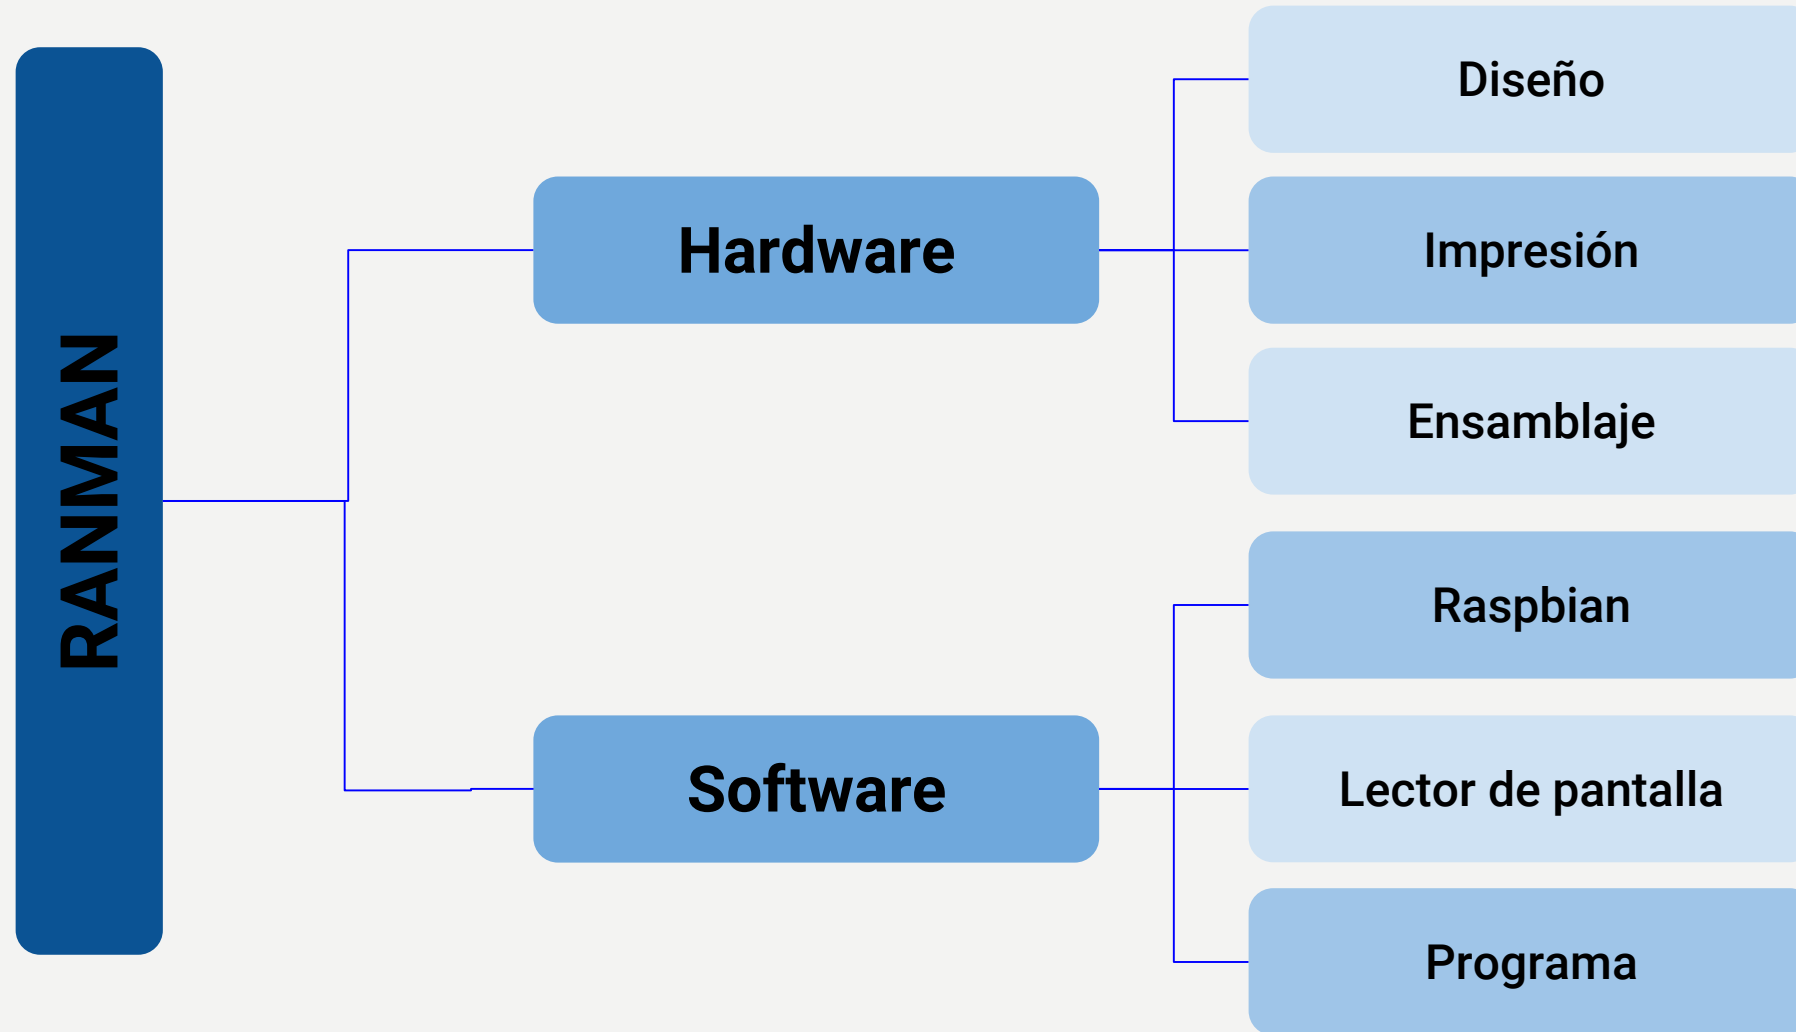 RANMAN
Hardware
Diseño
Impresión
Ensamblaje
Software
Raspbian
Lector de pantalla
Programa